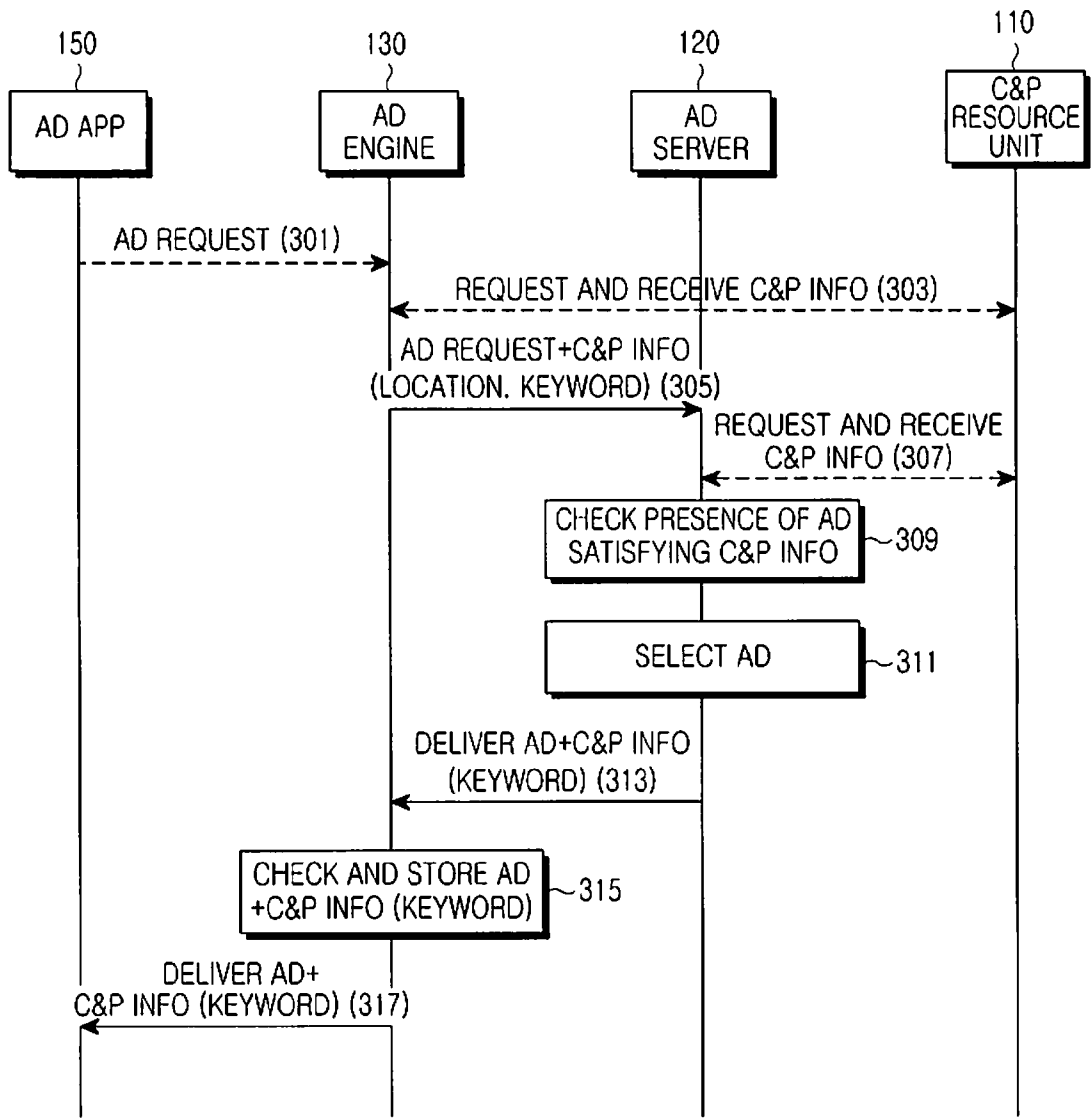 150
130
120
110
AD APP
AD
ENGINE
AD
SERVER
C&P
RESOURCE
UNIT
AD REQUEST (301)
REQUEST AND RECEIVE C&P INFO (303)
AD REQUEST+C&P INFO
(LOCATION. KEYWORD) (305)
REQUEST AND RECEIVE
C&P INFO (307)
CHECK PRESENCE OF AD
SATISFYING C&P INFO
309
SELECT AD
311
DELIVER AD+C&P INFO
(KEYWORD) (313)
CHECK AND STORE AD
+C&P INFO (KEYWORD)
315
DELIVER AD+
C&P INFO (KEYWORD) (317)